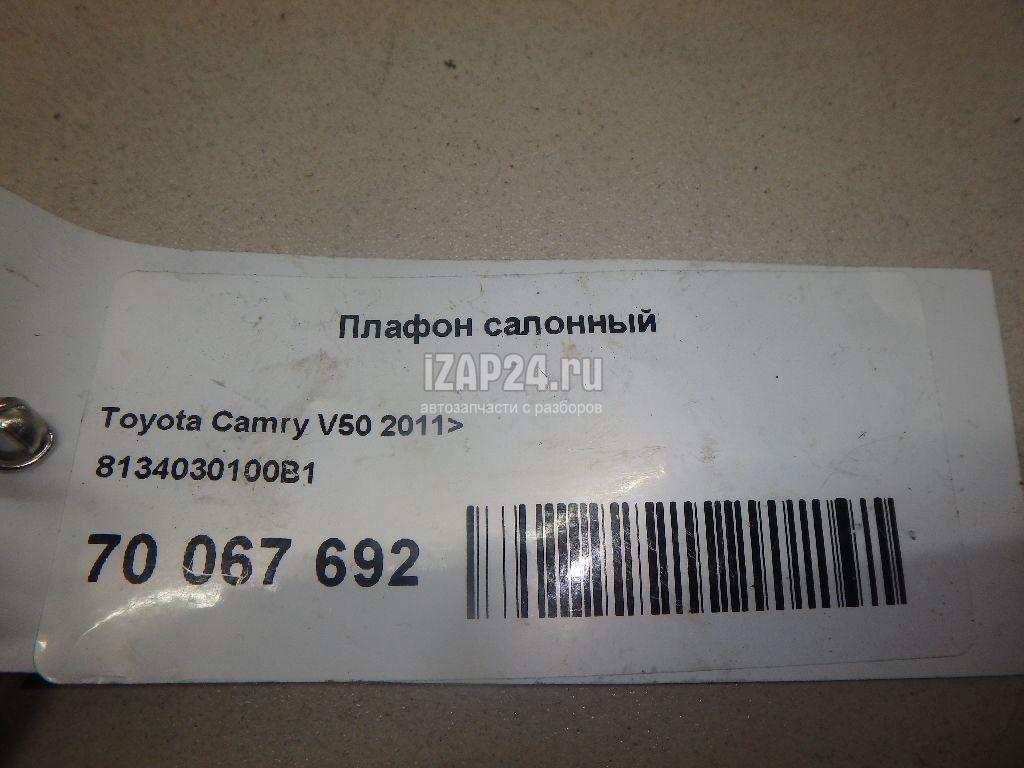 Плафон салонный
iZAP24.ru
автозапчасти с разборов
Toyota Camry V50 2011>
8134030100B1
70 067 692